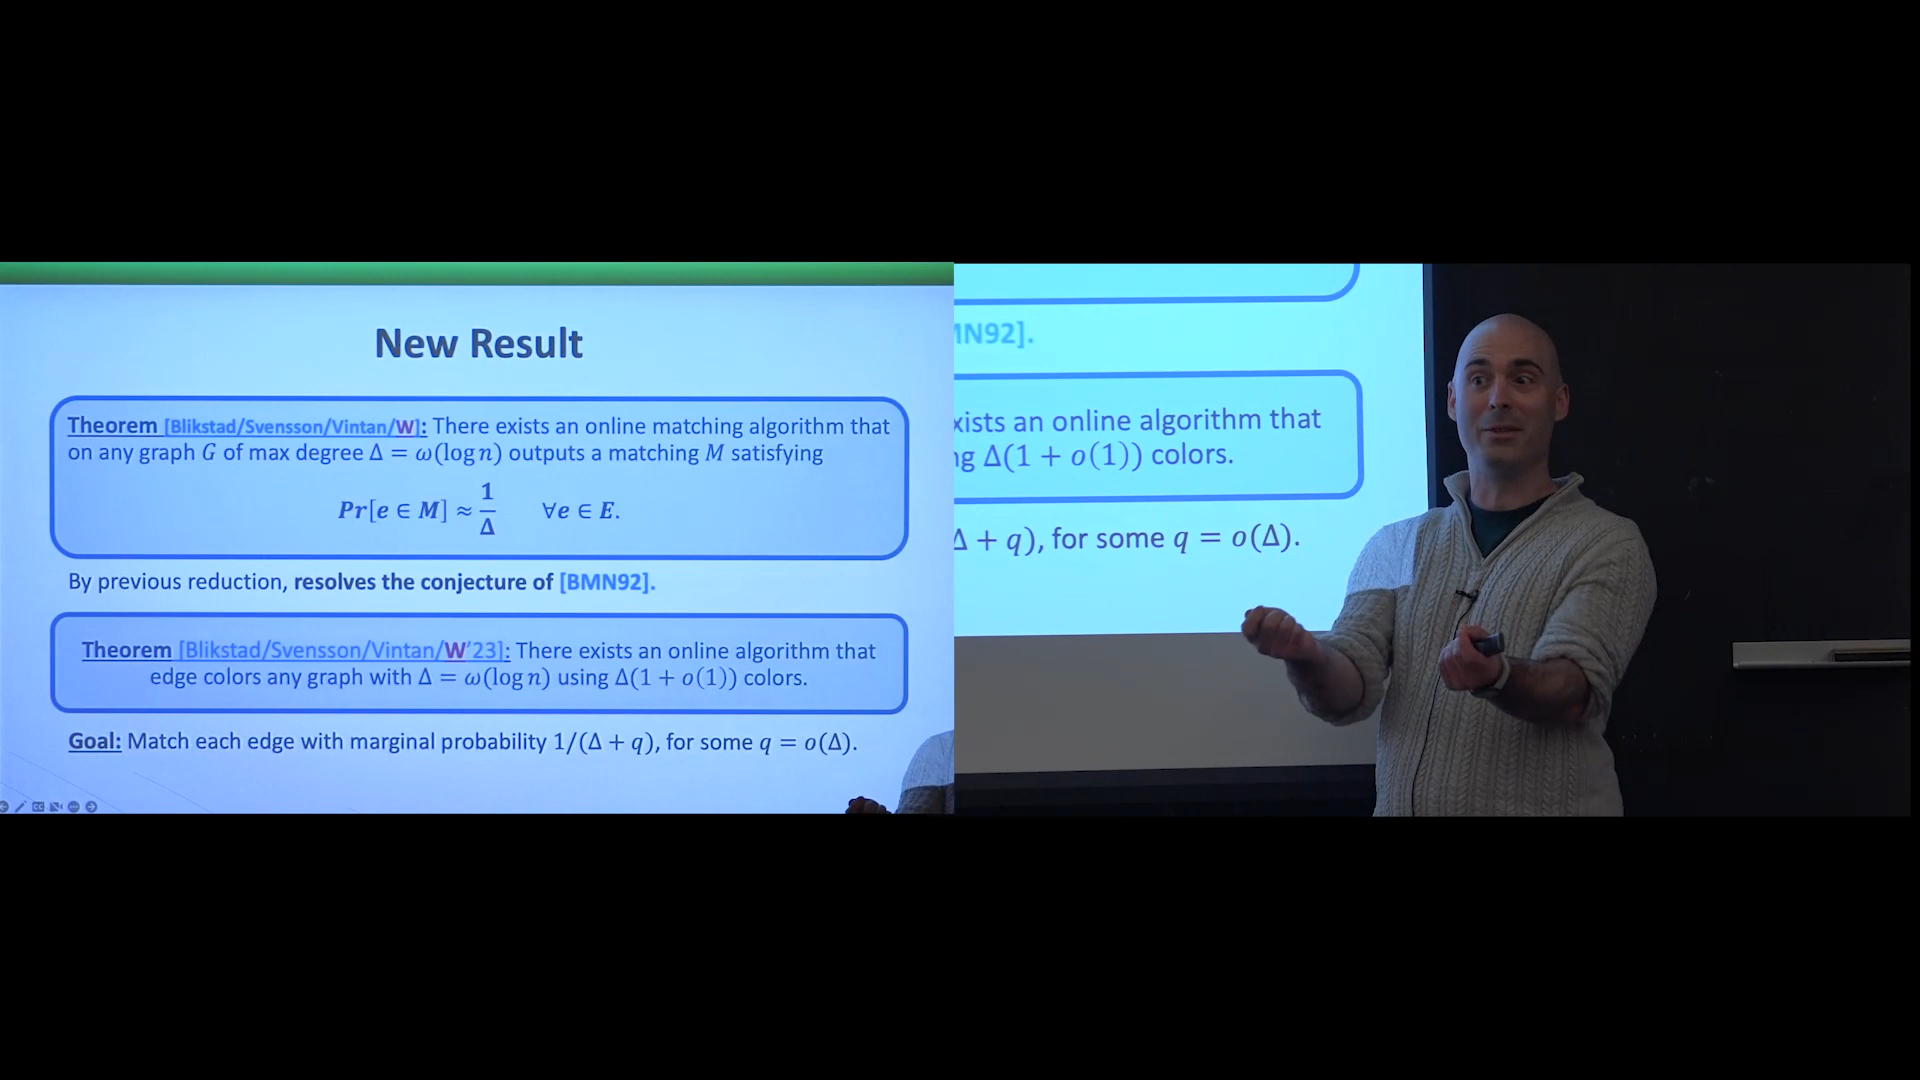 New Result
Theorem [Blikstad/Svensson/Vintan/W]: There exists an online matching algorithm that
on any graph G of max degree Δ = ω(log n) outputs a matching M satisfying
Pr[e ∈ M] ≈ 1/Δ ∀e ∈ E.
By previous reduction, resolves the conjecture of [BMN92].
Theorem [Blikstad/Svensson/Vintan/W'23]: There exists an online algorithm that
edge colors any graph with Δ = ω(log n) using Δ(1 + o(1)) colors.
Goal: Match each edge with marginal probability 1/(Δ + q), for some q = o(Δ).
MN92].
xists an online algorithm that
ng Δ(1 + o(1)) colors.
Δ + q), for some q = o(Δ).